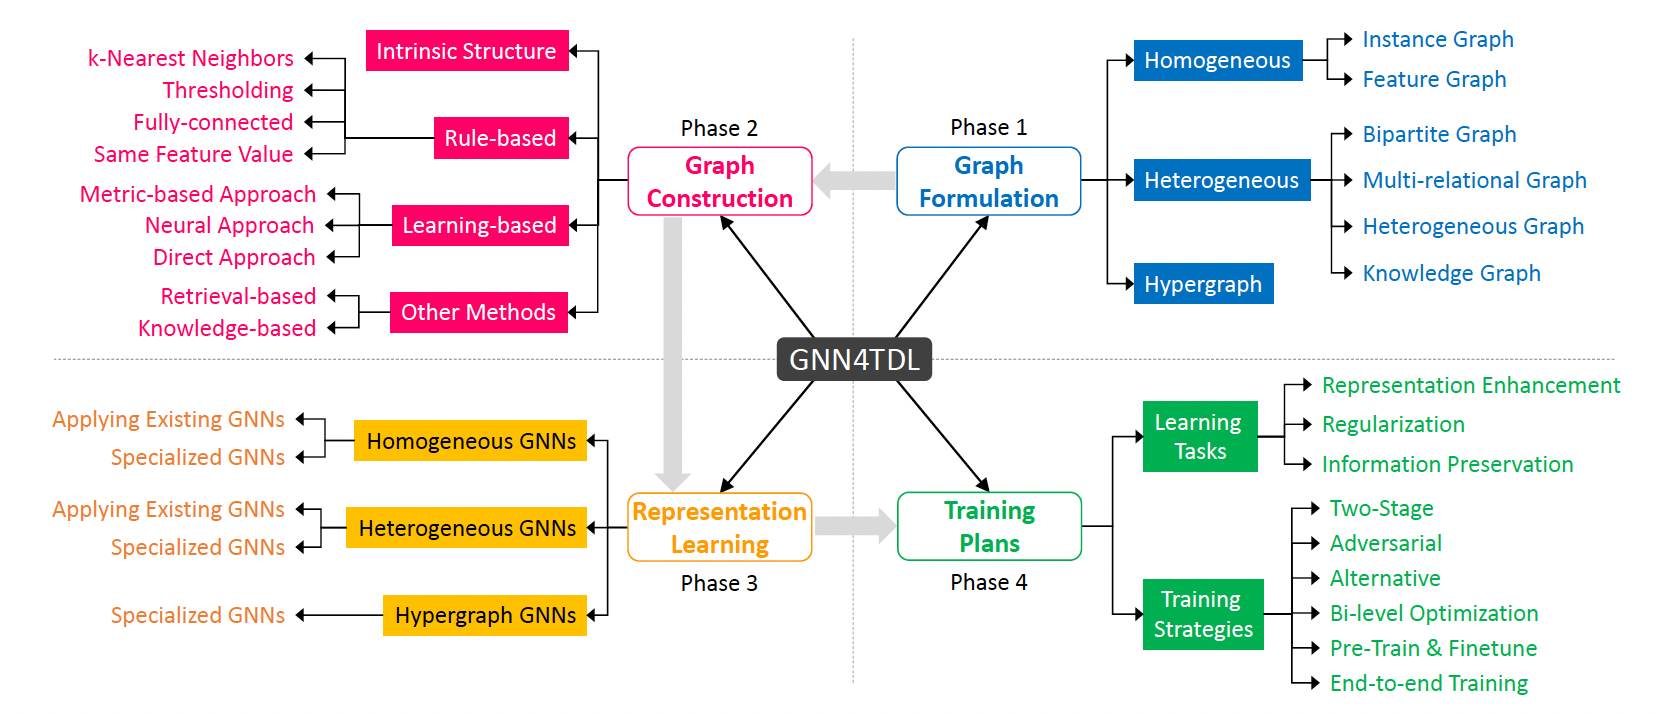 Phase 1
Graph
Formulation
Homogeneous
Instance Graph
Feature Graph
Heterogeneous
Bipartite Graph
Multi-relational Graph
Heterogeneous Graph
Knowledge Graph
Hypergraph
Phase 2
Graph
Construction
Intrinsic Structure
Rule-based
k-Nearest Neighbors
Thresholding
Fully-connected
Same Feature Value
Learning-based
Metric-based Approach
Neural Approach
Direct Approach
Other Methods
Retrieval-based
Knowledge-based
GNN4TDL
Representation
Learning
Phase 3
Homogeneous GNNs
Applying Existing GNNs
Specialized GNNs
Heterogeneous GNNs
Applying Existing GNNs
Specialized GNNs
Hypergraph GNNs
Specialized GNNs
Training
Plans
Phase 4
Learning
Tasks
Representation Enhancement
Regularization
Information Preservation
Training
Strategies
Two-Stage
Adversarial
Alternative
Bi-level Optimization
Pre-Train & Finetune
End-to-end Training